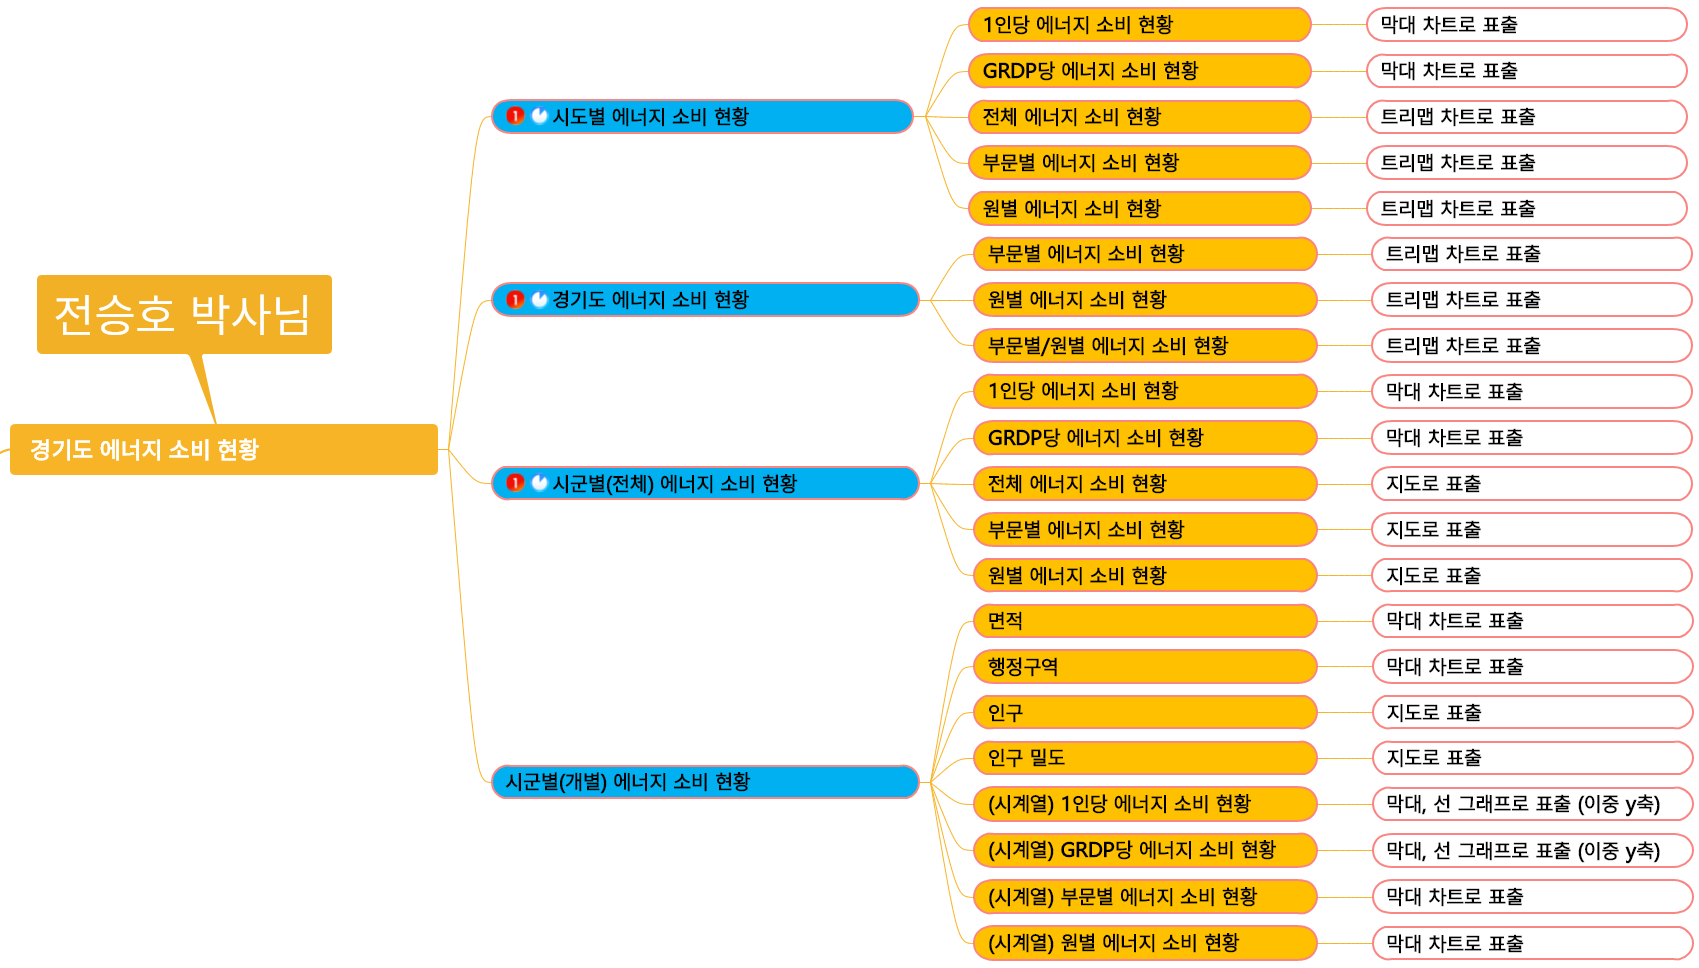 전승호 박사님
경기도 에너지 소비 현황
1 시도별 에너지 소비 현황
1인당 에너지 소비 현황
막대 차트로 표출
GRDP당 에너지 소비 현황
막대 차트로 표출
전체 에너지 소비 현황
트리맵 차트로 표출
부문별 에너지 소비 현황
트리맵 차트로 표출
원별 에너지 소비 현황
트리맵 차트로 표출
1 경기도 에너지 소비 현황
부문별 에너지 소비 현황
트리맵 차트로 표출
원별 에너지 소비 현황
트리맵 차트로 표출
부문별/원별 에너지 소비 현황
트리맵 차트로 표출
1 시군별(전체) 에너지 소비 현황
1인당 에너지 소비 현황
막대 차트로 표출
GRDP당 에너지 소비 현황
막대 차트로 표출
전체 에너지 소비 현황
지도로 표출
부문별 에너지 소비 현황
지도로 표출
원별 에너지 소비 현황
지도로 표출
시군별(개별) 에너지 소비 현황
면적
막대 차트로 표출
행정구역
막대 차트로 표출
인구
지도로 표출
인구 밀도
지도로 표출
(시계열) 1인당 에너지 소비 현황
막대, 선 그래프로 표출 (이중 y축)
(시계열) GRDP당 에너지 소비 현황
막대, 선 그래프로 표출 (이중 y축)
(시계열) 부문별 에너지 소비 현황
막대 차트로 표출
(시계열) 원별 에너지 소비 현황
막대 차트로 표출